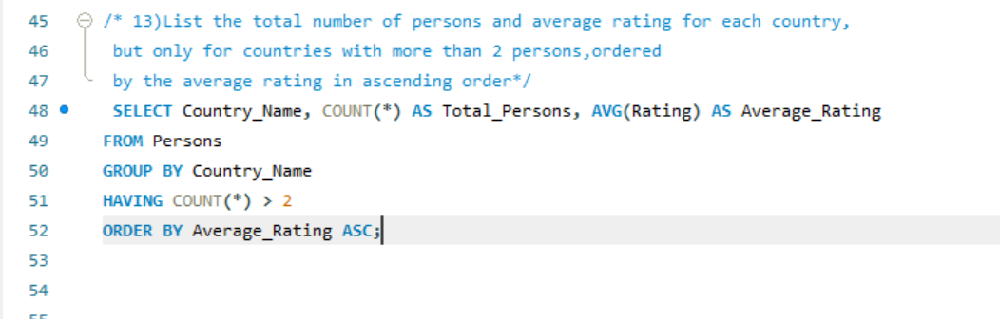 45 /* 13)List the total number of persons and average rating for each country,
46 but only for countries with more than 2 persons,ordered
47 by the average rating in ascending order*/
48 SELECT Country_Name, COUNT(*) AS Total_Persons, AVG(Rating) AS Average_Rating
49 FROM Persons
50 GROUP BY Country_Name
51 HAVING COUNT(*) > 2
52 ORDER BY Average_Rating ASC;
53
54